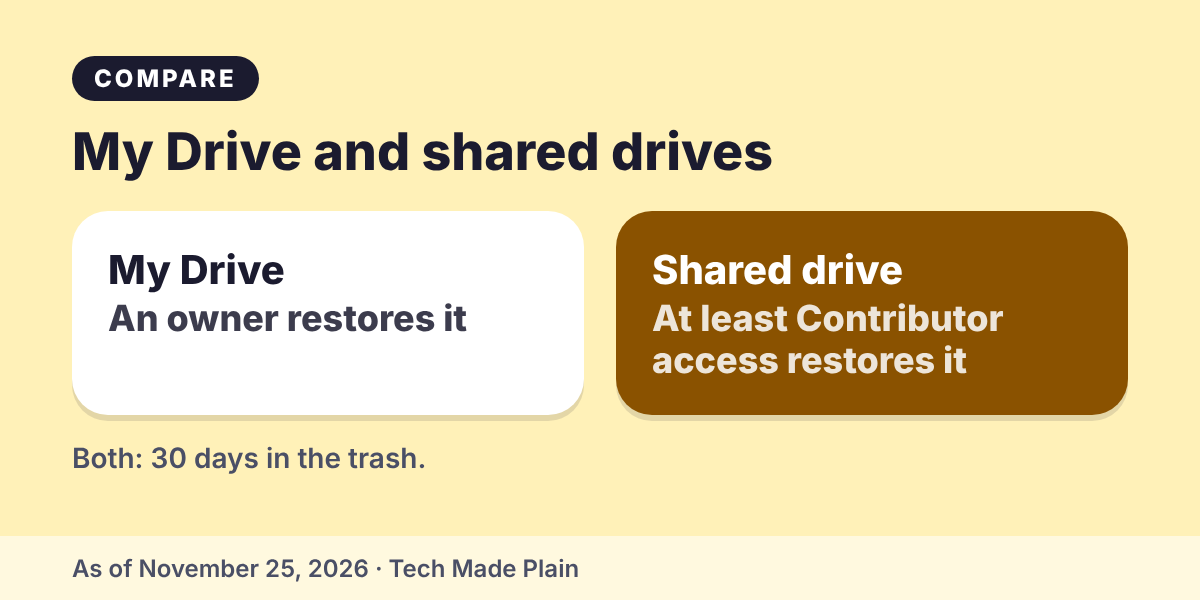 COMPARE
My Drive and shared drives
My Drive
An owner restores it
Shared drive
At least Contributor
access restores it
Both: 30 days in the trash.
As of November 25, 2026 · Tech Made Plain